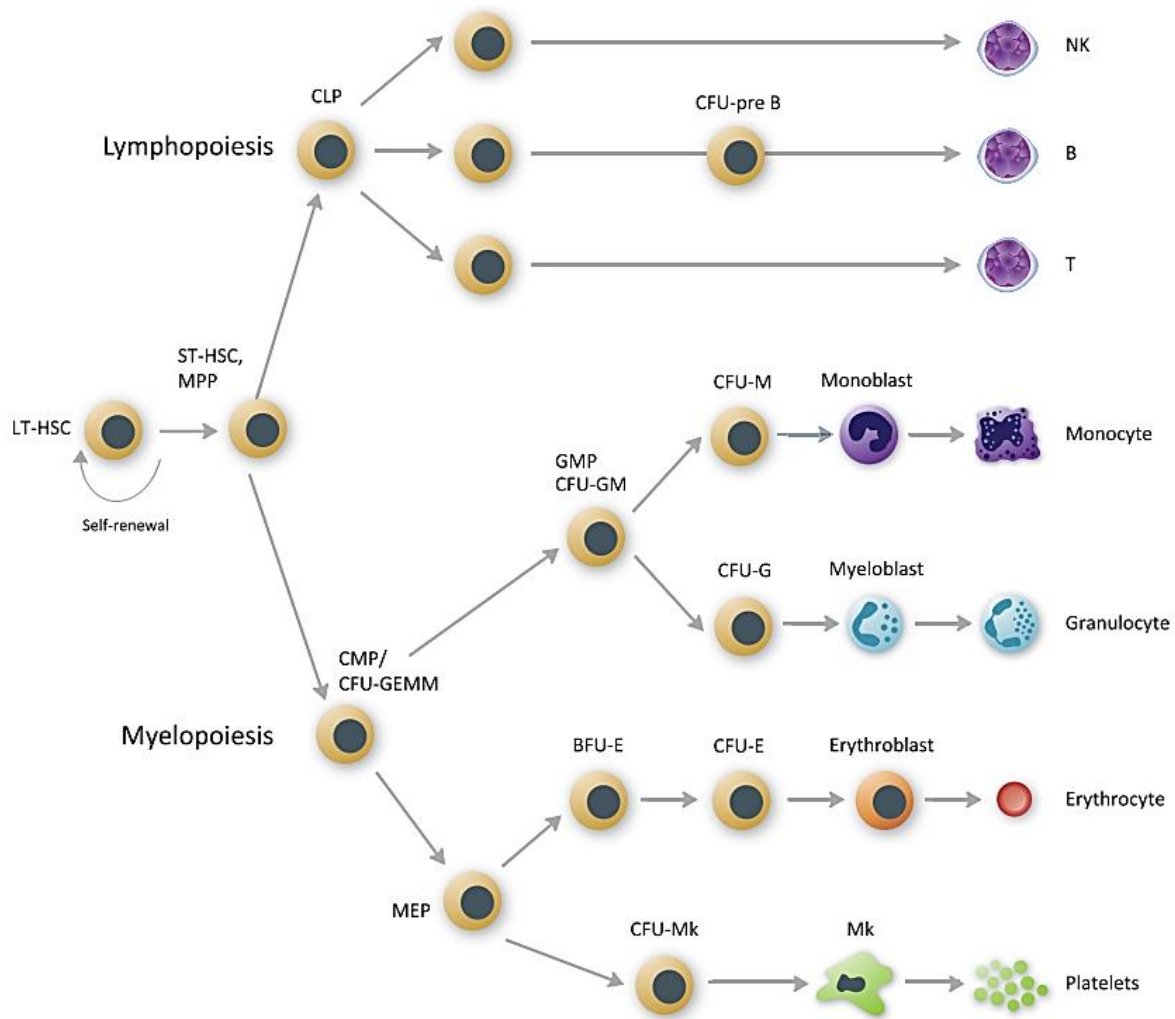 NK
CLP
CFU-pre B
Lymphopoiesis
B
T
ST-HSC,
MPP
CFU-M
Monoblast
LT-HSC
Monocyte
GMP
CFU-GM
Self-renewal
CFU-G
Myeloblast
Granulocyte
CMP/
CFU-GEMM
Myelopoiesis
BFU-E
CFU-E
Erythroblast
Erythrocyte
MEP
CFU-Mk
Mk
Platelets